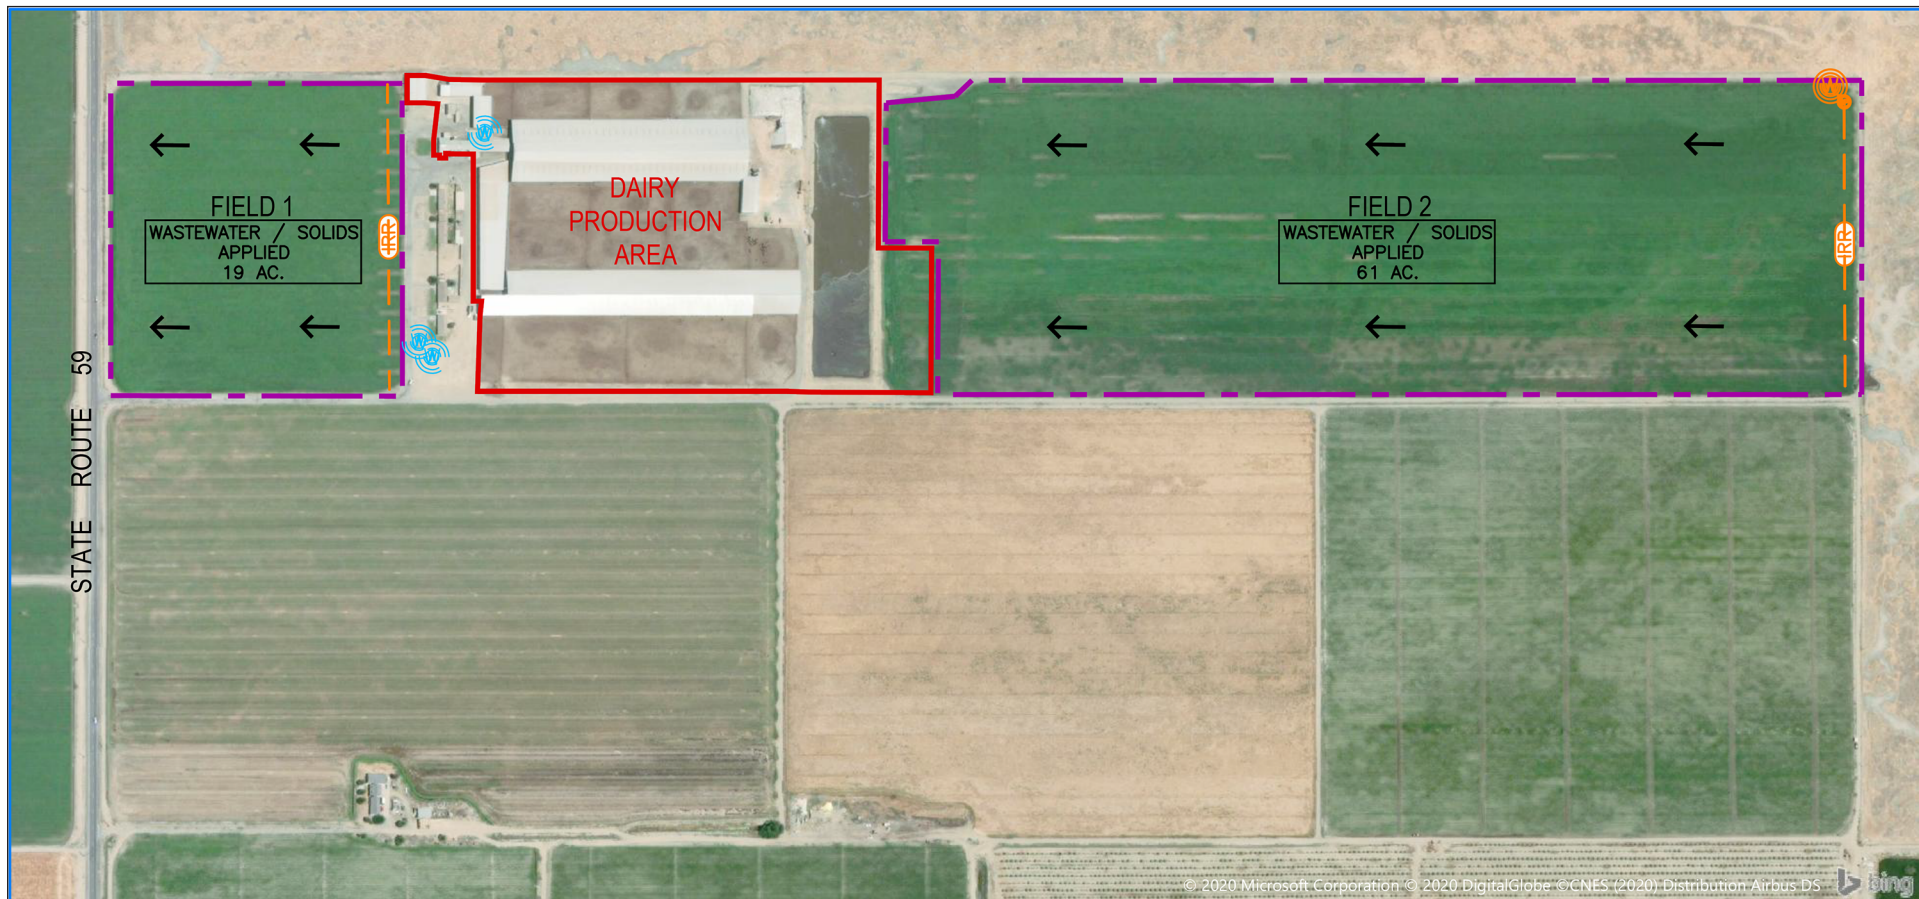 FIELD 1
WASTEWATER / SOLIDS
APPLIED
19 AC.
IRR
W
W
W
DAIRY
PRODUCTION
AREA
FIELD 2
WASTEWATER / SOLIDS
APPLIED
61 AC.
W
IRR
STATE ROUTE 59
© 2020 Microsoft Corporation © 2020 DigitalGlobe ©CNES (2020) Distribution Airbus DS
bing